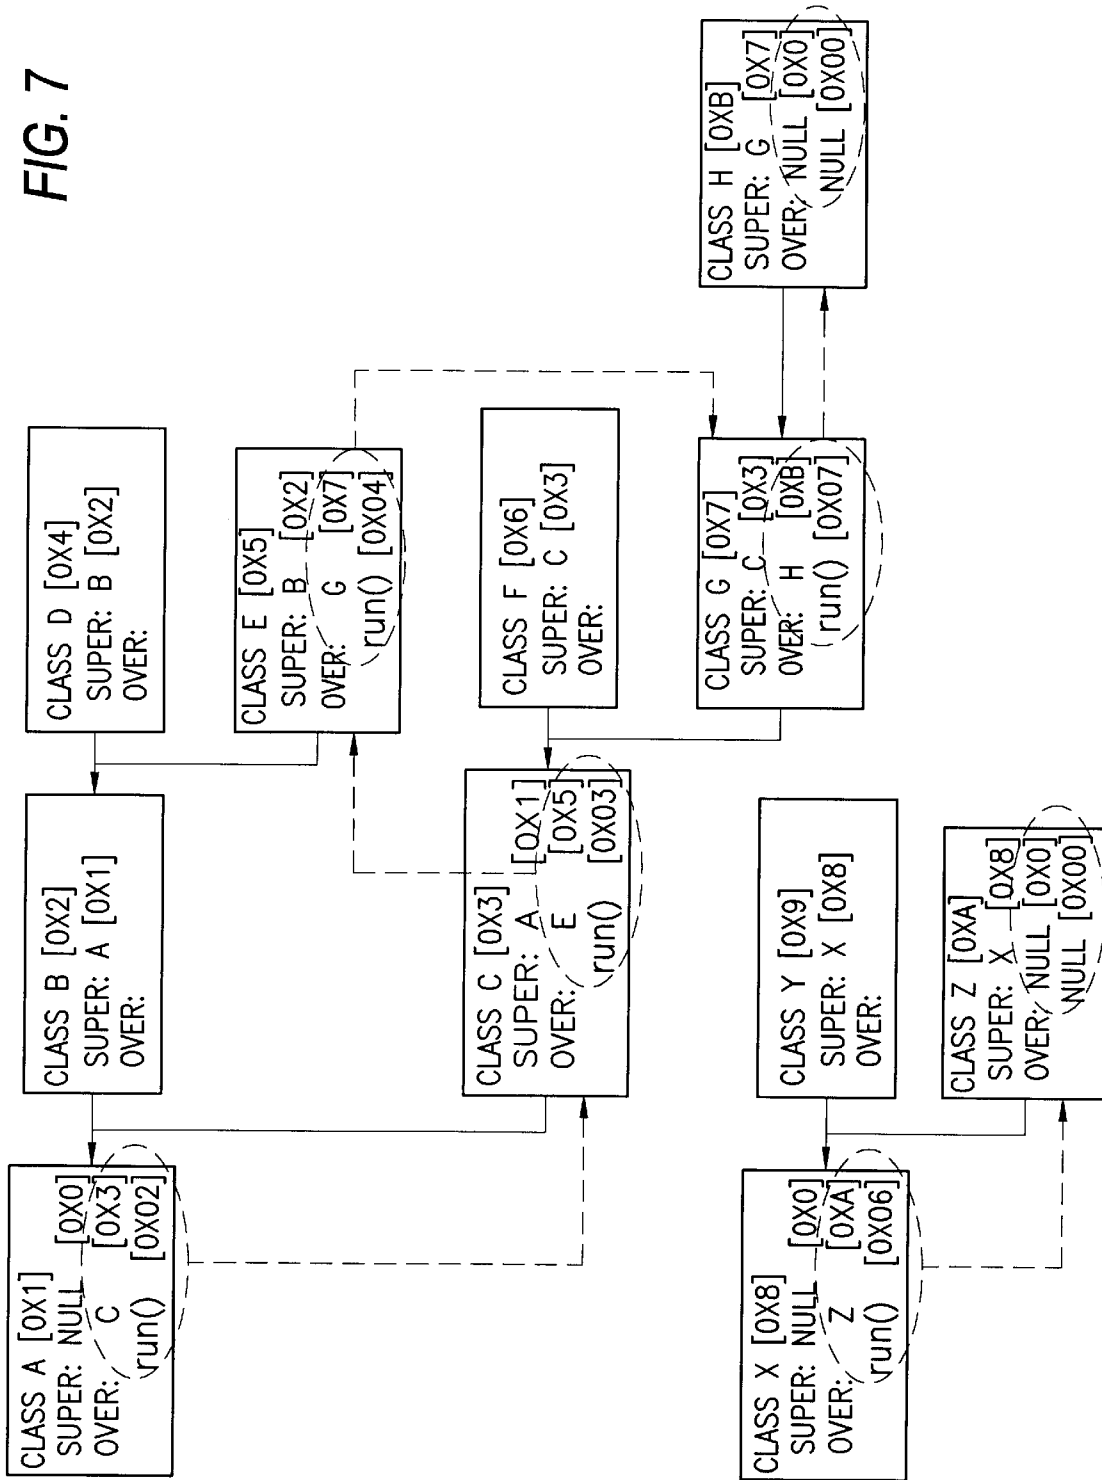 FIG. 7
CLASS A [0X1]
SUPER: NULL [0X0]
OVER: C [0X3]
run() [0X02]
CLASS B [0X2]
SUPER: A [0X1]
OVER:
CLASS D [0X4]
SUPER: B [0X2]
OVER:
CLASS E [0X5]
SUPER: B [0X2]
OVER: G [0X7]
run() [0X04]
CLASS C [0X3]
SUPER: A [0X1]
OVER: E [0X5]
run() [0X03]
CLASS F [0X6]
SUPER: C [0X3]
OVER:
CLASS G [0X7]
SUPER: C [0X3]
OVER: H [0XB]
run() [0X07]
CLASS H [0XB]
SUPER: G [0X7]
OVER: NULL [0X0]
NULL [0X00]
CLASS X [0X8]
SUPER: NULL [0X0]
OVER: Z [0XA]
run() [0X06]
CLASS Y [0X9]
SUPER: X [0X8]
OVER:
CLASS Z [0XA]
SUPER: X [0X8]
OVER: NULL [0X0]
NULL [0X00]